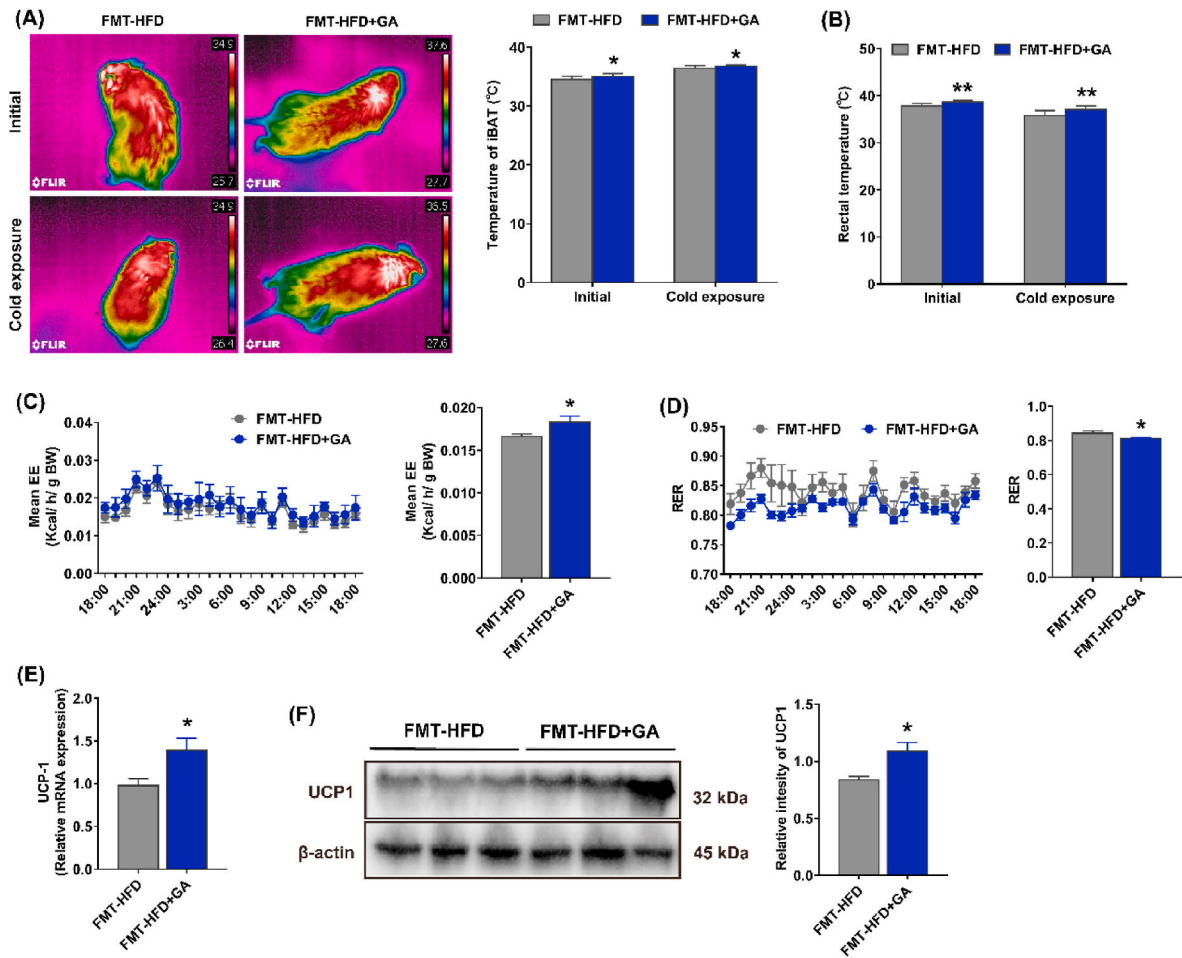 (A)
FMT-HFD
FMT-HFD+GA
Initial
Cold exposure
34.9
25.7
FLIR
37.6
27.7
FLIR
34.9
26.4
FLIR
36.5
27.6
FLIR
FMT-HFD FMT-HFD+GA
Temperature of iBAT (°C)
40
30
20
10
0
* *
Initial Cold exposure
(B)
FMT-HFD FMT-HFD+GA
Rectal temperature (°C)
50
40
30
20
10
0
** **
Initial Cold exposure
(C)
FMT-HFD
FMT-HFD+GA
Mean EE
(Kcal/ h/ g BW)
0.04
0.03
0.02
0.01
0.00
18:00 21:00 24:00 3:00 6:00 9:00 12:00 15:00 18:00
Mean EE
(Kcal/ h/ g BW)
0.020
0.015
0.010
0.005
0.000
*
FMT-HFD
FMT-HFD+GA
(D)
FMT-HFD FMT-HFD+GA
RER
0.95
0.90
0.85
0.80
0.75
0.70
18:00 21:00 24:00 3:00 6:00 9:00 12:00 15:00 18:00
RER
1.0
0.8
0.6
0.4
0.2
0.0
*
FMT-HFD
FMT-HFD+GA
(E)
UCP-1
(Relative mRNA expression)
2.0
1.5
1.0
0.5
0.0
*
FMT-HFD
FMT-HFD+GA
(F)
FMT-HFD FMT-HFD+GA
UCP1 32 kDa
β-actin 45 kDa
Relative intesity of UCP1
1.5
1.0
0.5
0.0
*
FMT-HFD
FMT-HFD+GA